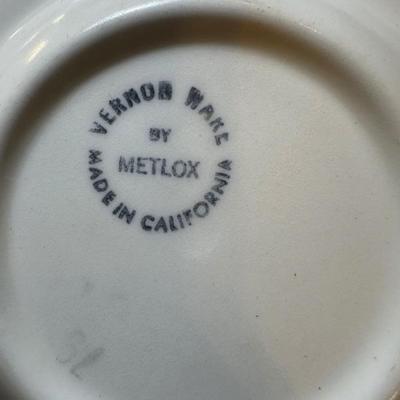 VERNON WARE
BY
METLOX
MADE IN CALIFORNIA